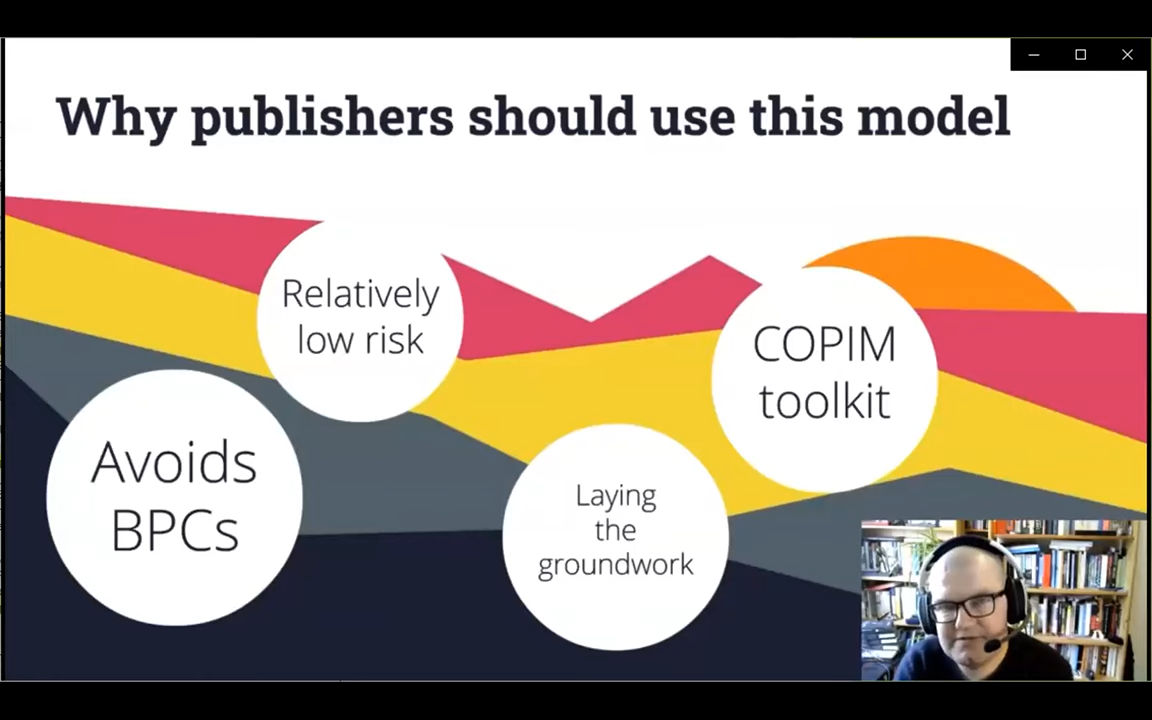 Why publishers should use this model
Relatively
low risk
COPIM
toolkit
Avoids
BPCs
Laying
the
groundwork